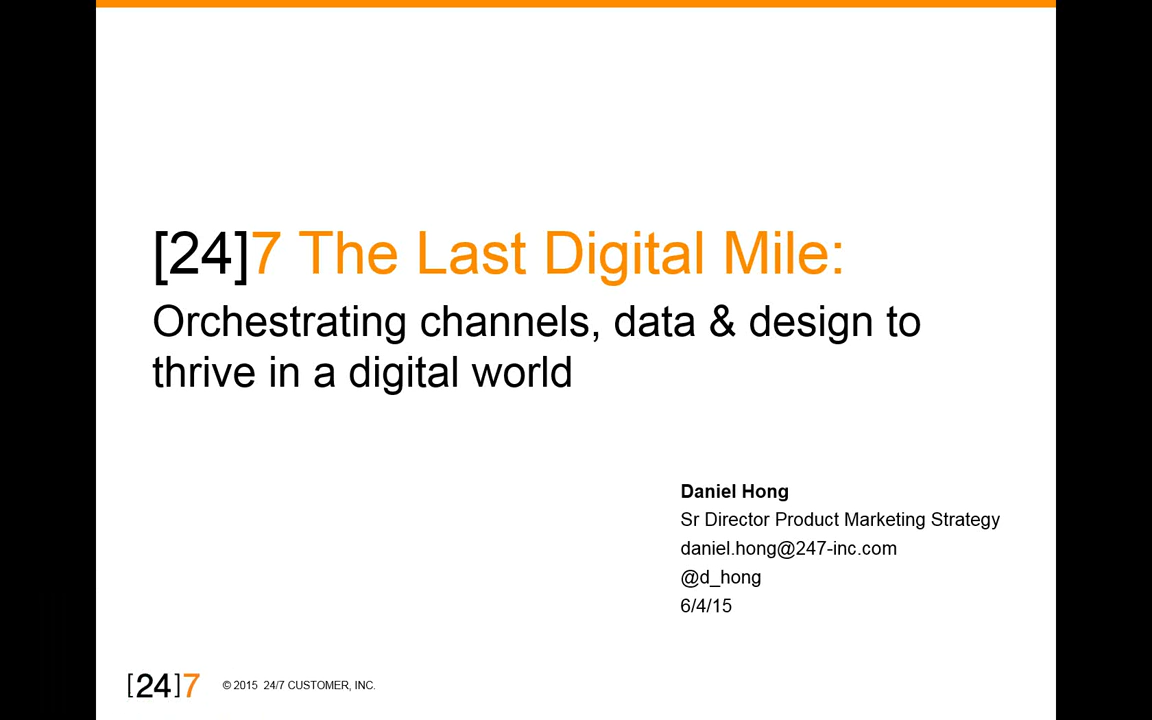 [24]7 The Last Digital Mile:
Orchestrating channels, data & design to
thrive in a digital world
Daniel Hong
Sr Director Product Marketing Strategy
daniel.hong@247-inc.com
@d_hong
6/4/15
[24]7 © 2015 24/7 CUSTOMER, INC.